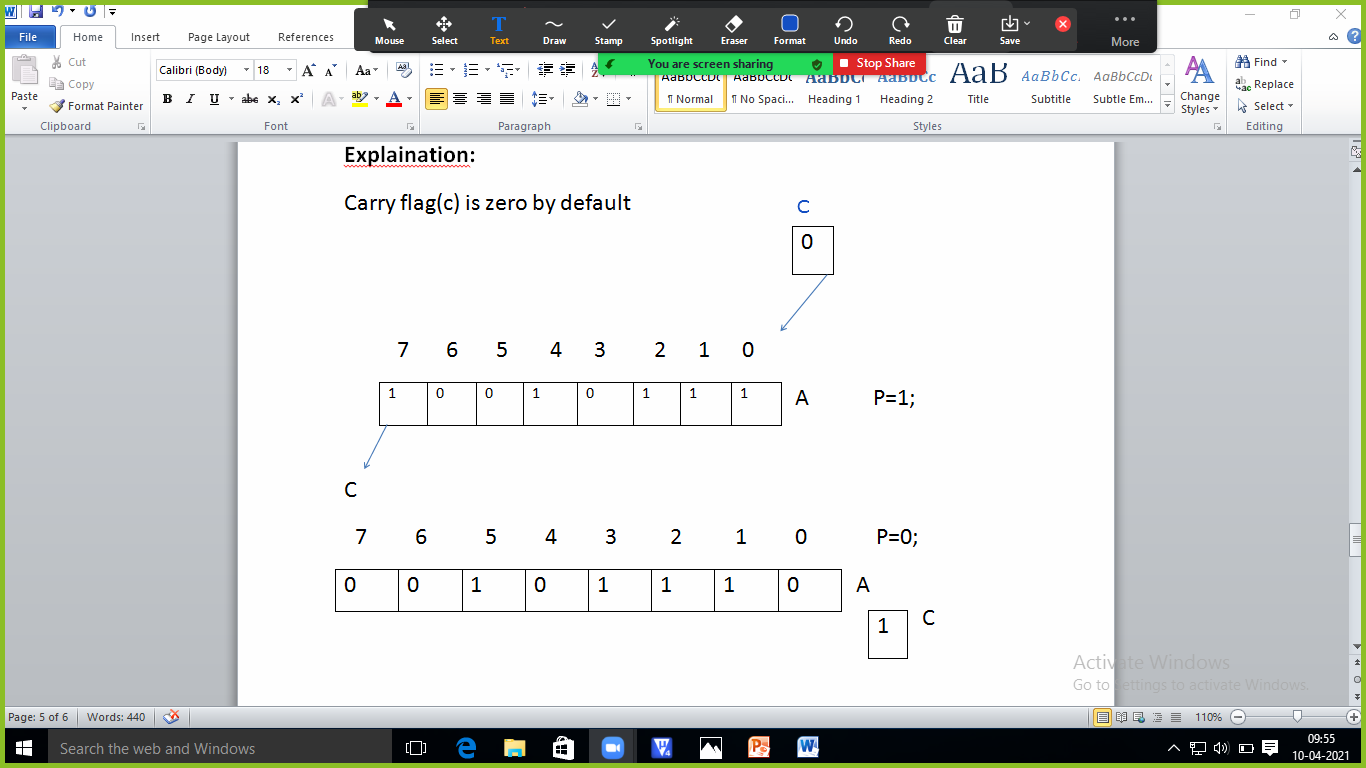 File Home Insert Page Layout References
Mouse Select Text Draw Stamp Spotlight Eraser Format Undo Redo Clear Save More
You are screen sharing Stop Share
Paste
Cut
Copy
Format Painter
Calibri (Body) 18
Aa
B I U abc x₂ x²
AaBbCcDc AaBbCcDc AaB AaBbCc. AaBbCcDc
¶ Normal ¶ No Spaci... Heading 1 Heading 2 Title Subtitle Subtle Em...
Change Styles
Find
Replace
Select
Clipboard Font Paragraph Styles Editing
Explaination:
Carry flag(c) is zero by default
C
0
7 6 5 4 3 2 1 0
1 0 0 1 0 1 1 1 A P=1;
C
7 6 5 4 3 2 1 0 P=0;
0 0 1 0 1 1 1 0 A
1 C
Activate Windows
Go to Settings to activate Windows.
Page: 5 of 6 Words: 440 110%
Search the web and Windows
09:55
10-04-2021